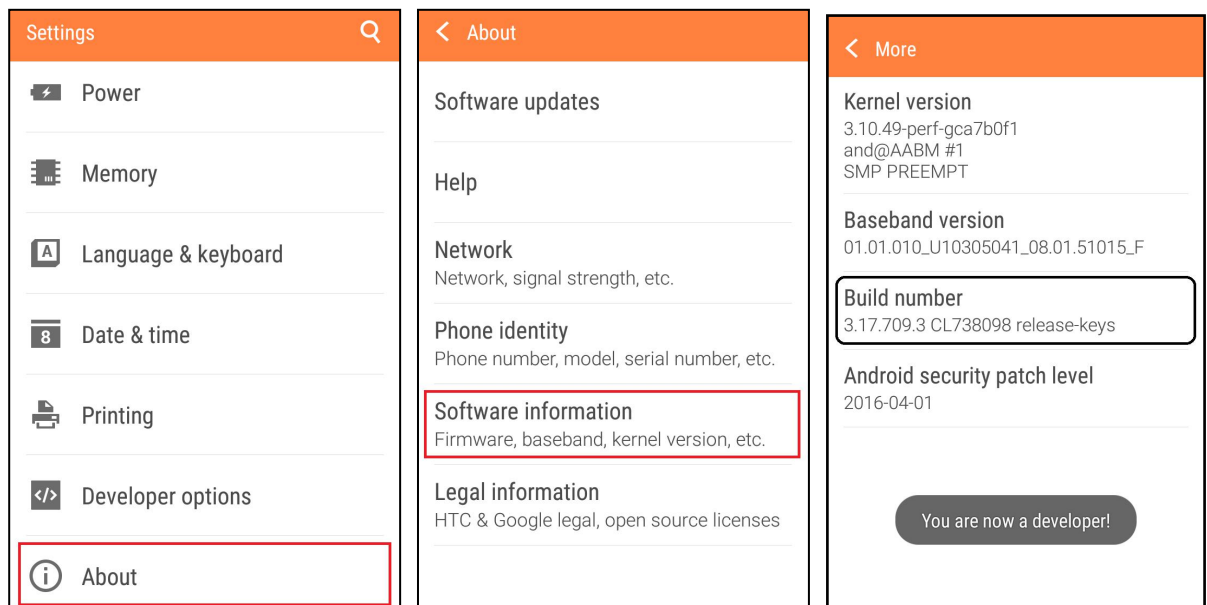 Settings
Power
Memory
A
Language & keyboard
8
Date & time
Printing
</>
Developer options
i
About
About
Software updates
Help
Network
Network, signal strength, etc.
Phone identity
Phone number, model, serial number, etc.
Software information
Firmware, baseband, kernel version, etc.
Legal information
HTC & Google legal, open source licenses
More
Kernel version
3.10.49-perf-gca7b0f1
and@AABM #1
SMP PREEMPT
Baseband version
01.01.010_U10305041_08.01.51015_F
Build number
3.17.709.3 CL738098 release-keys
Android security patch level
2016-04-01
You are now a developer!